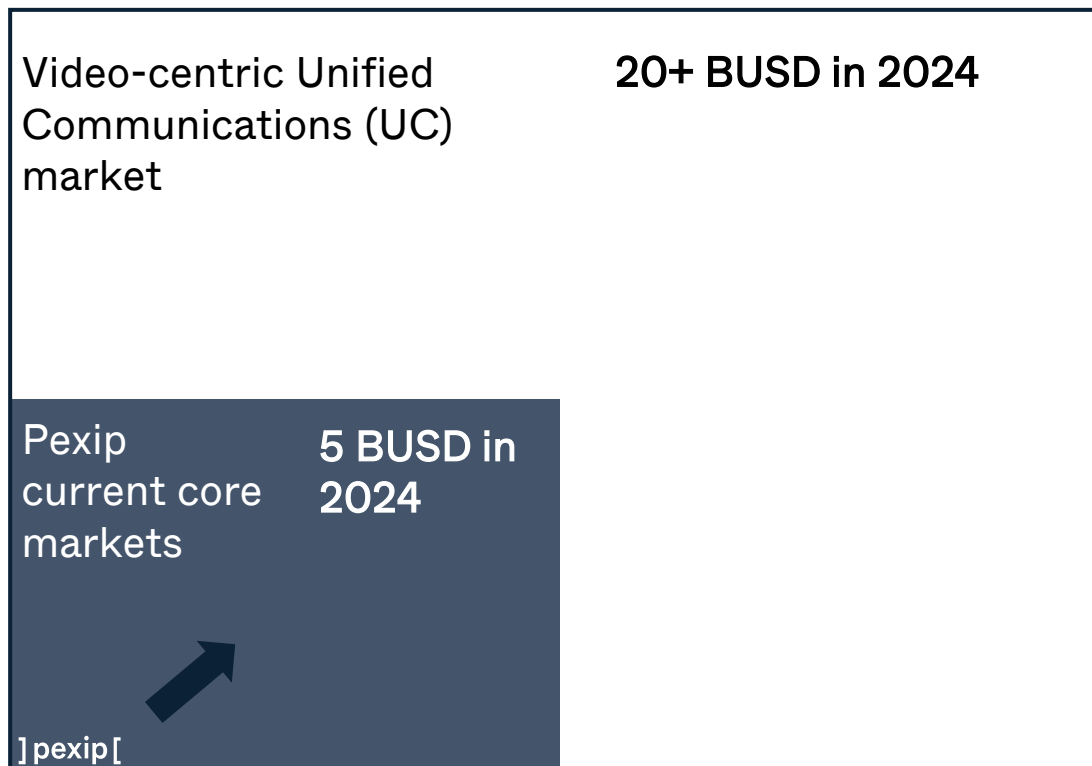 Video-centric Unified
Communications (UC)
market
20+ BUSD in 2024
Pexip
current core
markets
5 BUSD in
2024
]pexip[